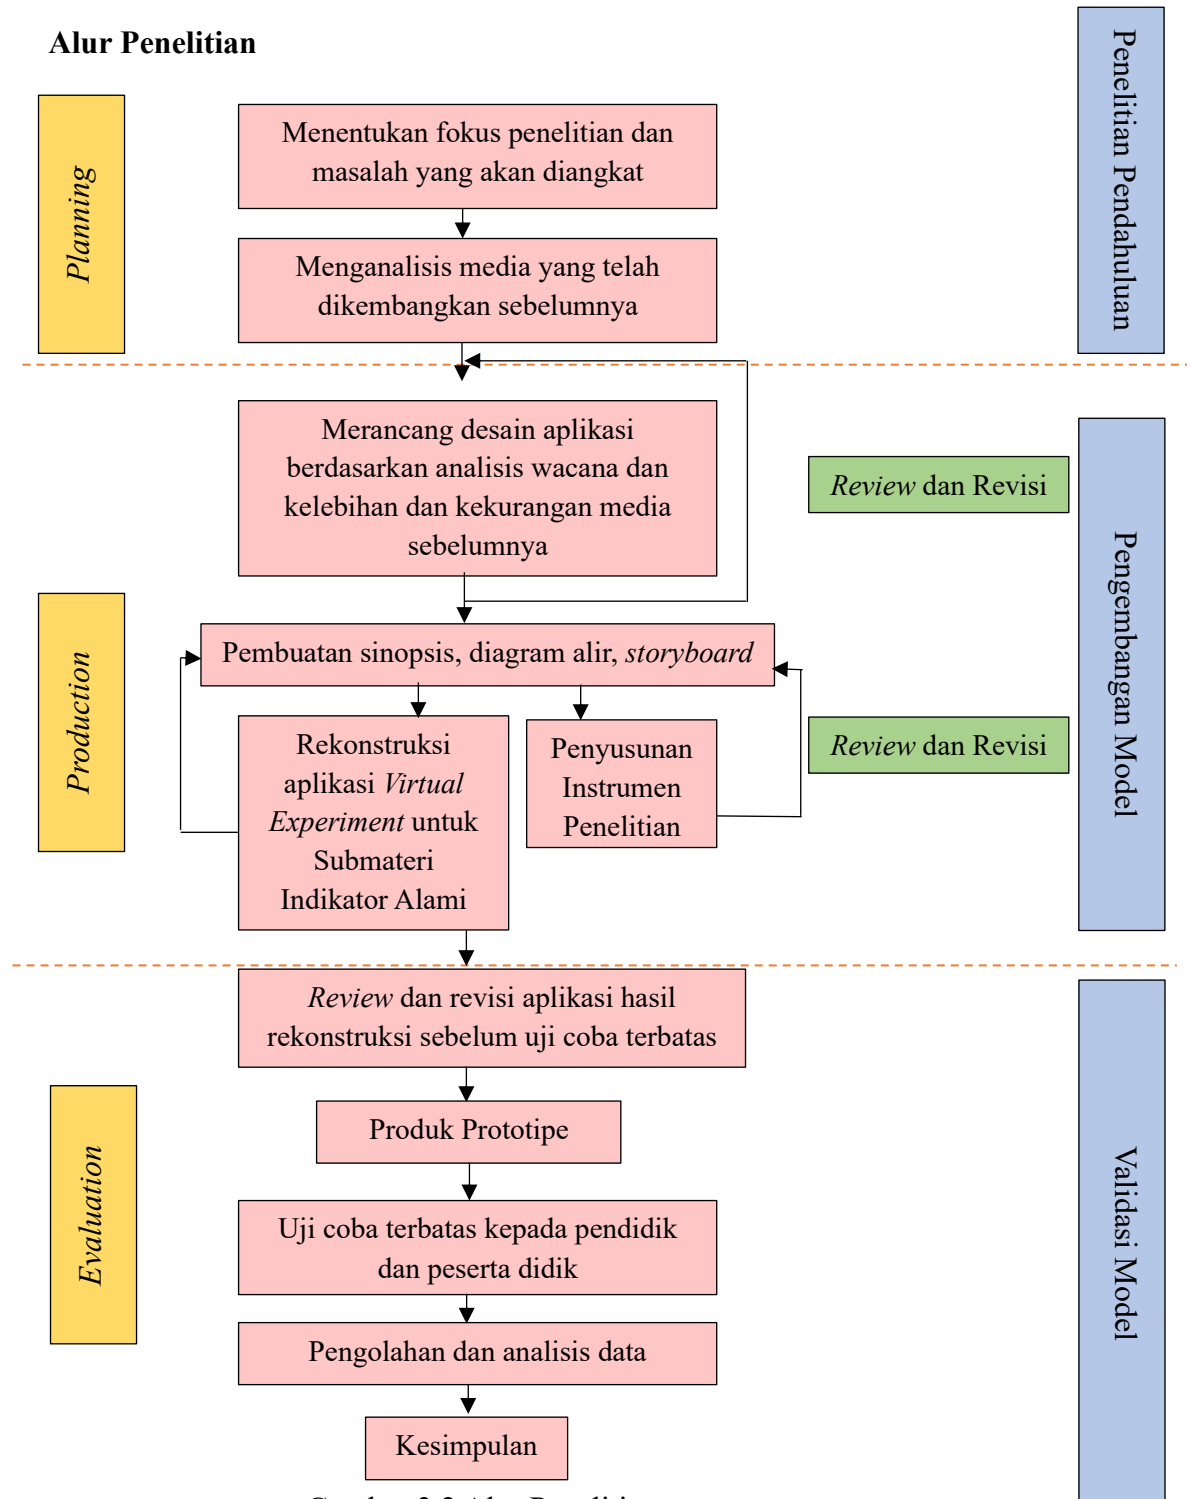 Alur Penelitian
Penelitian Pendahuluan
Planning
Menentukan fokus penelitian dan
masalah yang akan diangkat
Menganalisis media yang telah
dikembangkan sebelumnya
Merancang desain aplikasi
berdasarkan analisis wacana dan
kelebihan dan kekurangan media
sebelumnya
Review dan Revisi
Pengembangan Model
Production
Pembuatan sinopsis, diagram alir, storyboard
Rekonstruksi
aplikasi Virtual
Experiment untuk
Submateri
Indikator Alami
Penyusunan
Instrumen
Penelitian
Review dan Revisi
Review dan revisi aplikasi hasil
rekonstruksi sebelum uji coba terbatas
Evaluation
Produk Prototipe
Validasi Model
Uji coba terbatas kepada pendidik
dan peserta didik
Pengolahan dan analisis data
Kesimpulan